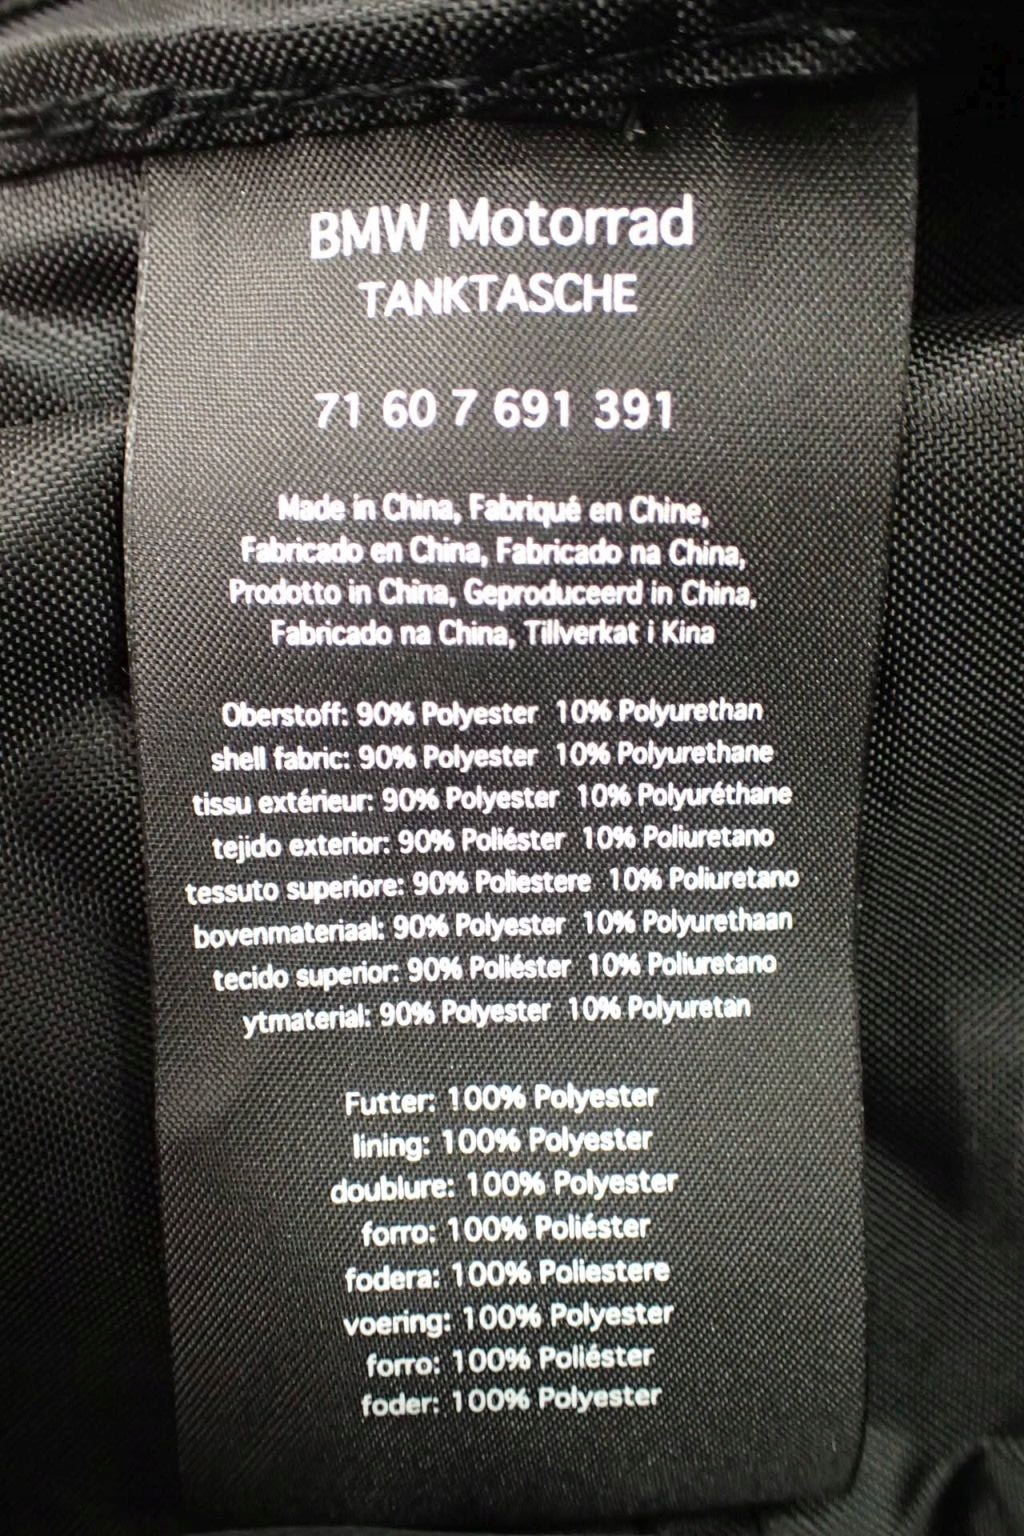 BMW Motorrad
TANKTASCHE
71 60 7 691 391
Made in China, Fabriqué en Chine,
Fabricado en China, Fabricado na China,
Prodotto in China, Geproduceerd in China,
Fabricado na China, Tillverkat i Kina
Oberstoff: 90% Polyester 10% Polyurethan
shell fabric: 90% Polyester 10% Polyurethane
tissu extérieur: 90% Polyester 10% Polyuréthane
tejido exterior: 90% Poliéster 10% Poliuretano
tessuto superiore: 90% Poliestere 10% Poliuretano
bovenmateriaal: 90% Polyester 10% Polyurethaan
tecido superior: 90% Poliéster 10% Poliuretano
ytmaterial: 90% Polyester 10% Polyuretan
Futter: 100% Polyester
lining: 100% Polyester
doublure: 100% Polyester
forro: 100% Poliéster
fodera: 100% Poliestere
voering: 100% Polyester
forro: 100% Poliéster
foder: 100% Polyester